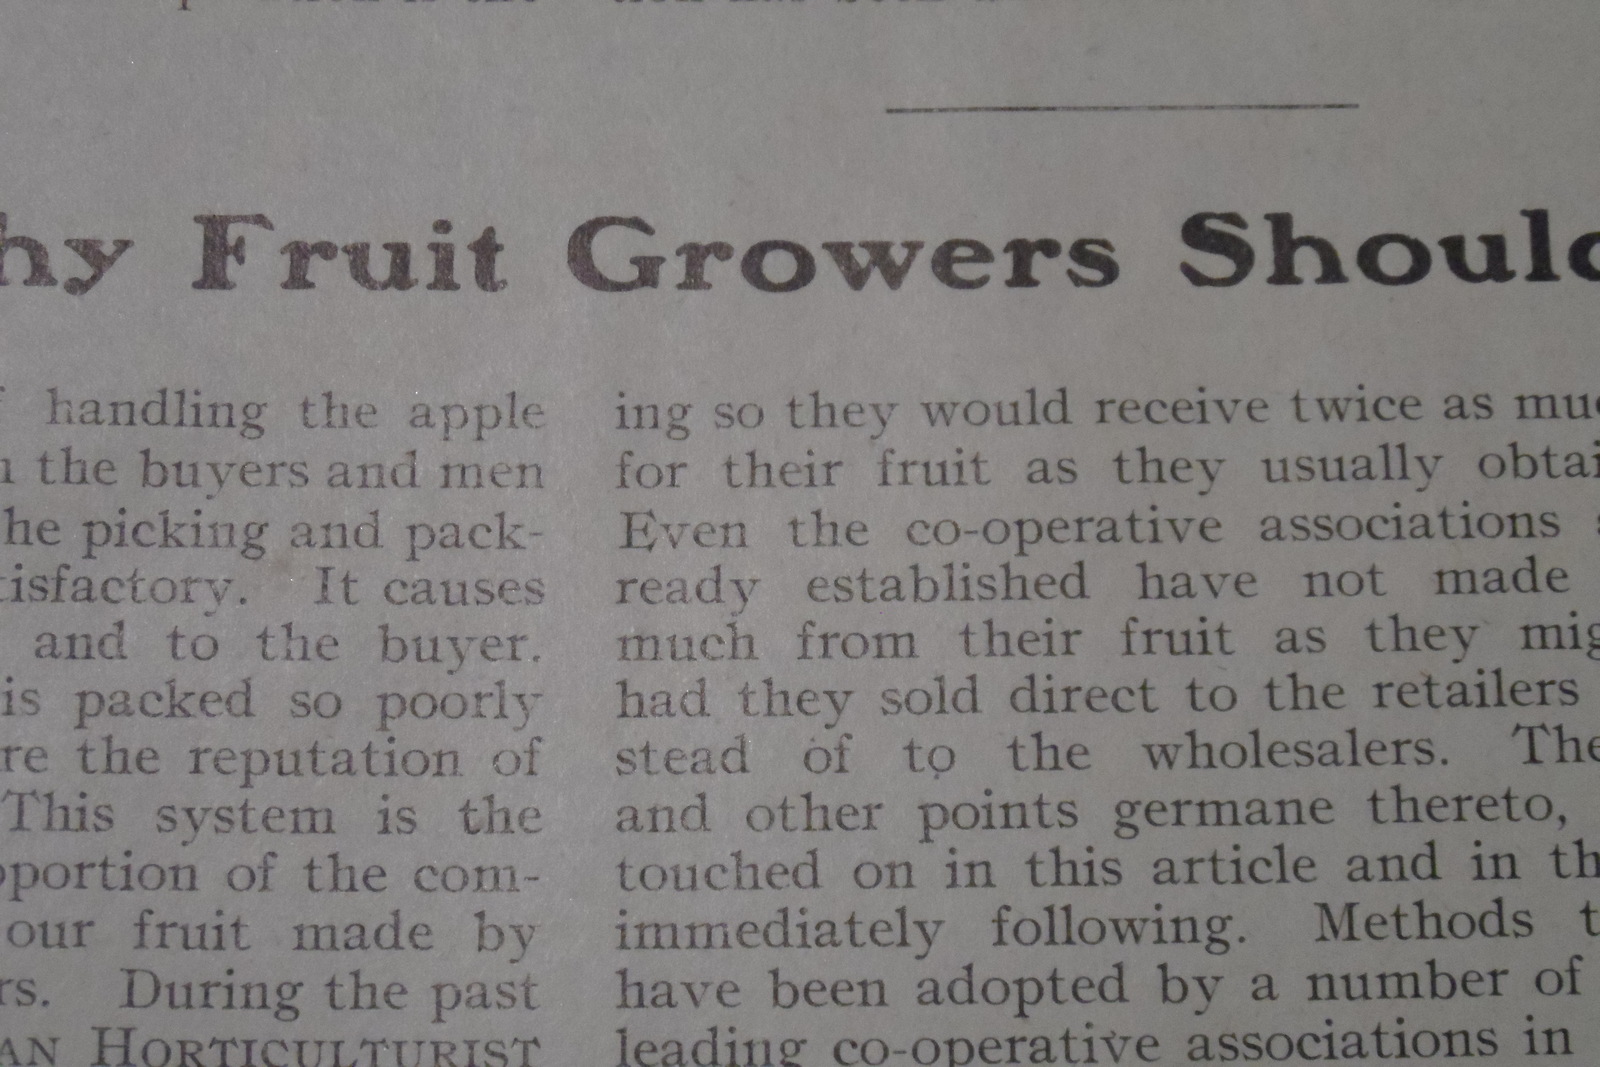 hy Fruit Growers Should
handling the apple
the buyers and men
he picking and pack-
tisfactory. It causes
and to the buyer.
is packed so poorly
re the reputation of
This system is the
portion of the com-
our fruit made by
rs. During the past
AN HORTICULTURIST
ing so they would receive twice as muc
for their fruit as they usually obtai
Even the co-operative associations
ready established have not made
much from their fruit as they mig
had they sold direct to the retailers
stead of to the wholesalers. The
and other points germane thereto,
touched on in this article and in th
immediately following. Methods t
have been adopted by a number of
leading co-operative associations in